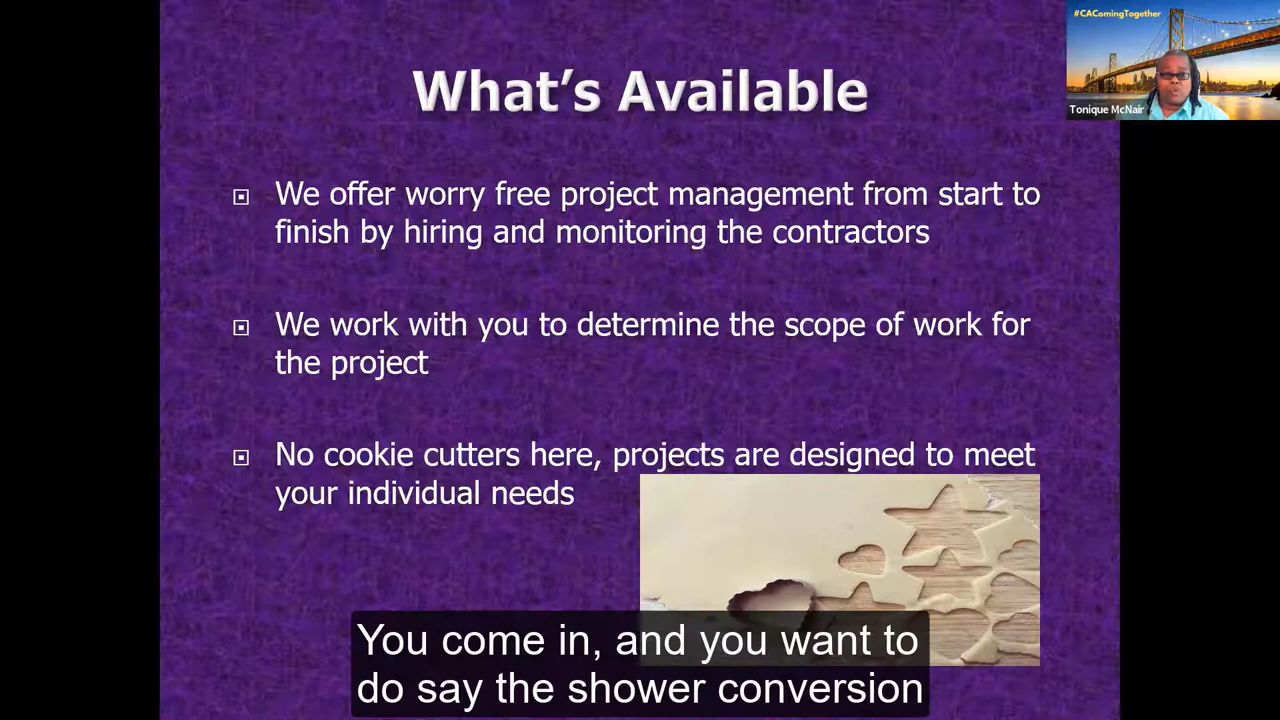 #CAComingTogether
Tonique McNair
What's Available
We offer worry free project management from start to
finish by hiring and monitoring the contractors
We work with you to determine the scope of work for
the project
No cookie cutters here, projects are designed to meet
your individual needs
You come in, and you want to
do say the shower conversion